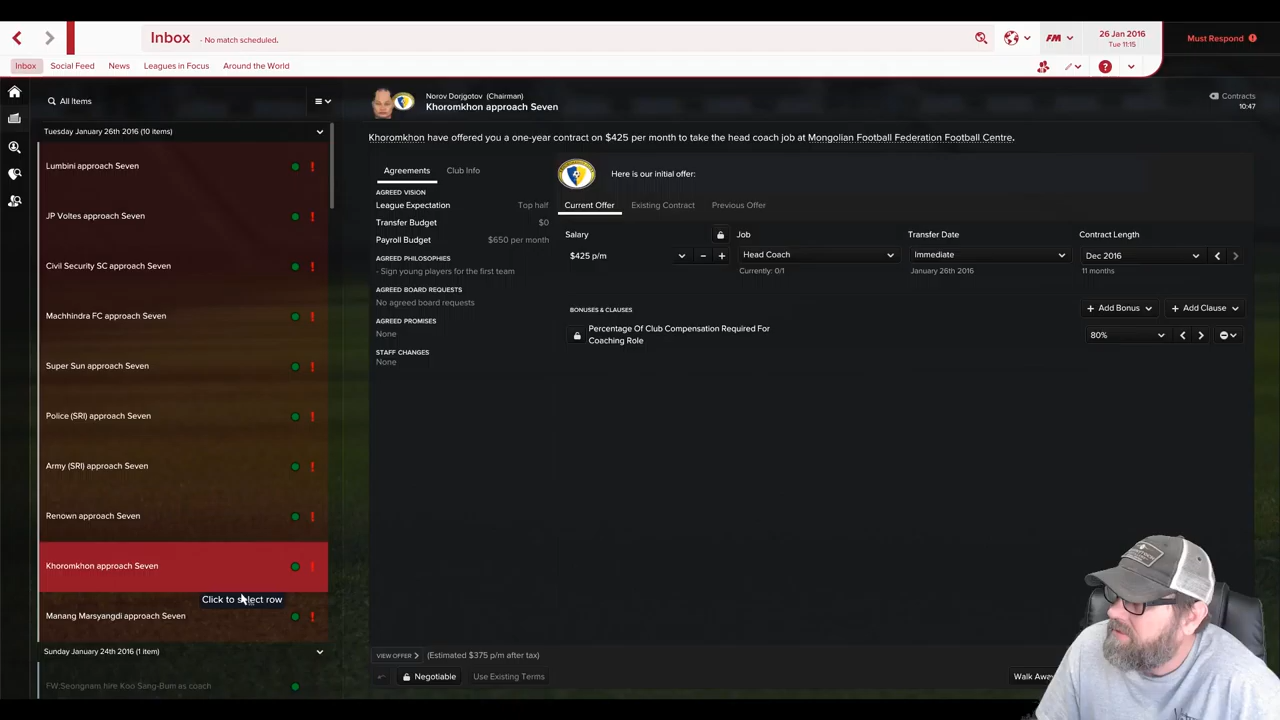 Inbox
- No match scheduled.
FM
26 Jan 2016
Tue 11:15
Must Respond
Inbox
Social Feed
News
Leagues in Focus
Around the World
?
All Items
Norov Dorjgotov (Chairman)
Khoromkhon approach Seven
Contracts
10:47
Tuesday January 26th 2016 (10 items)
Lumbini approach Seven
JP Voltes approach Seven
Civil Security SC approach Seven
Machhindra FC approach Seven
Super Sun approach Seven
Police (SRI) approach Seven
Army (SRI) approach Seven
Renown approach Seven
Khoromkhon approach Seven
Click to select row
Manang Marsyangdi approach Seven
Sunday January 24th 2016 (1 item)
FW:Seongnam hire Koo Sang-Bum as coach
Khoromkhon have offered you a one-year contract on $425 per month to take the head coach job at Mongolian Football Federation Football Centre.
Agreements
Club Info
AGREED VISION
League Expectation Top half
Transfer Budget $0
Payroll Budget $650 per month
AGREED PHILOSOPHIES
- Sign young players for the first team
AGREED BOARD REQUESTS
No agreed board requests
AGREED PROMISES
None
STAFF CHANGES
None
Here is our initial offer:
Current Offer
Existing Contract
Previous Offer
Salary
$425 p/m
Job
Head Coach
Currently: 0/1
Transfer Date
Immediate
January 26th 2016
Contract Length
Dec 2016
11 months
BONUSES & CLAUSES
Add Bonus
Add Clause
Percentage Of Club Compensation Required For
Coaching Role
80%
VIEW OFFER
(Estimated $375 p/m after tax)
Negotiable
Use Existing Terms
Walk Away